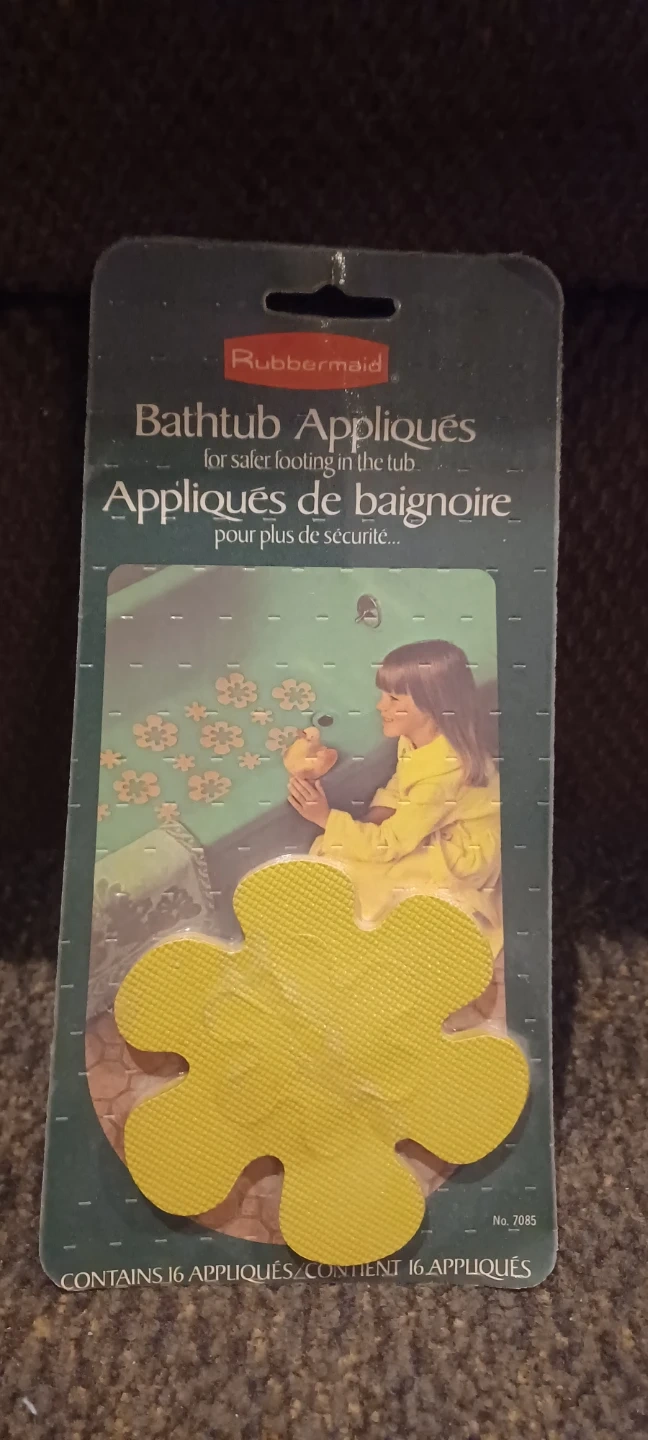 Rubbermaid
Bathtub Appliqués
for safer footing in the tub
Appliqués de baignoire
pour plus de sécurité...
No. 7085
CONTAINS 16 APPLIQUÉS/CONTIENT 16 APPLIQUÉS